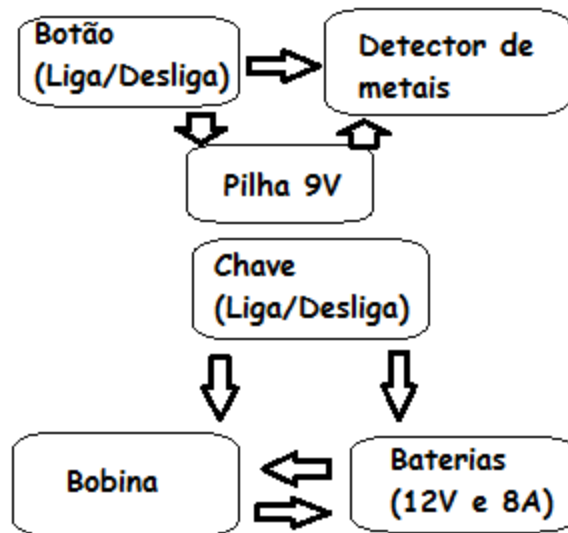 Botão
(Liga/Desliga)
Detector de
metais
Pilha 9V
Chave
(Liga/Desliga)
Bobina
Baterias
(12V e 8A)